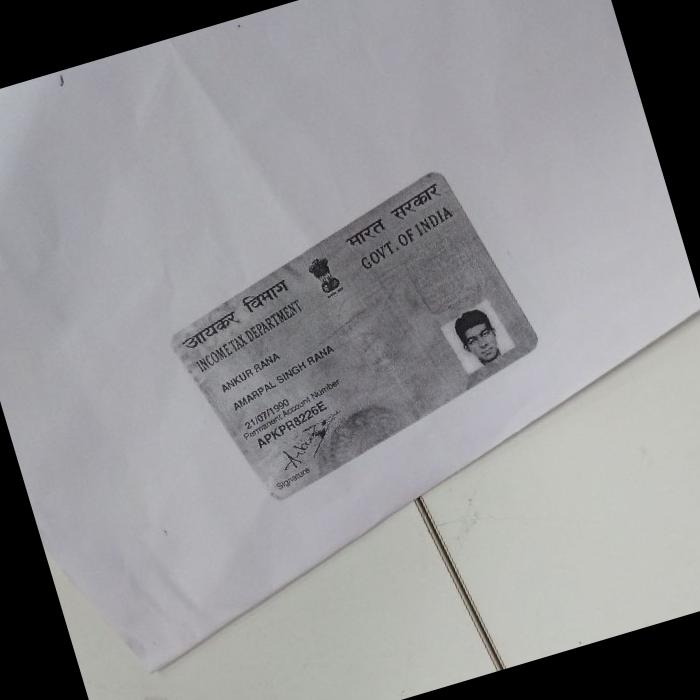 आयकर विभाग
INCOME TAX DEPARTMENT
भारत सरकार
GOVT. OF INDIA
ANKUR RANA
AMARPAL SINGH RANA
21/07/1990
Permanent Account Number
APKPR8226E
Signature